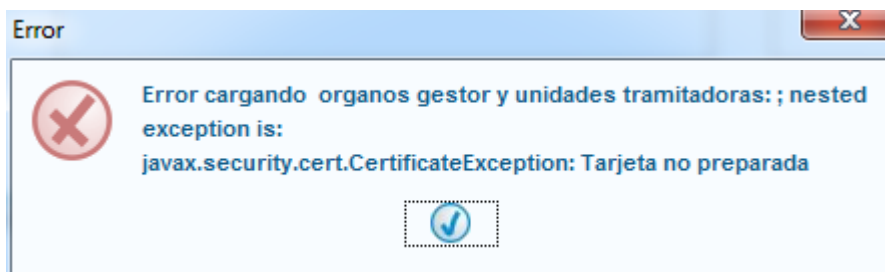 Error
Error cargando organos gestor y unidades tramitadoras: ; nested
exception is:
javax.security.cert.CertificateException: Tarjeta no preparada